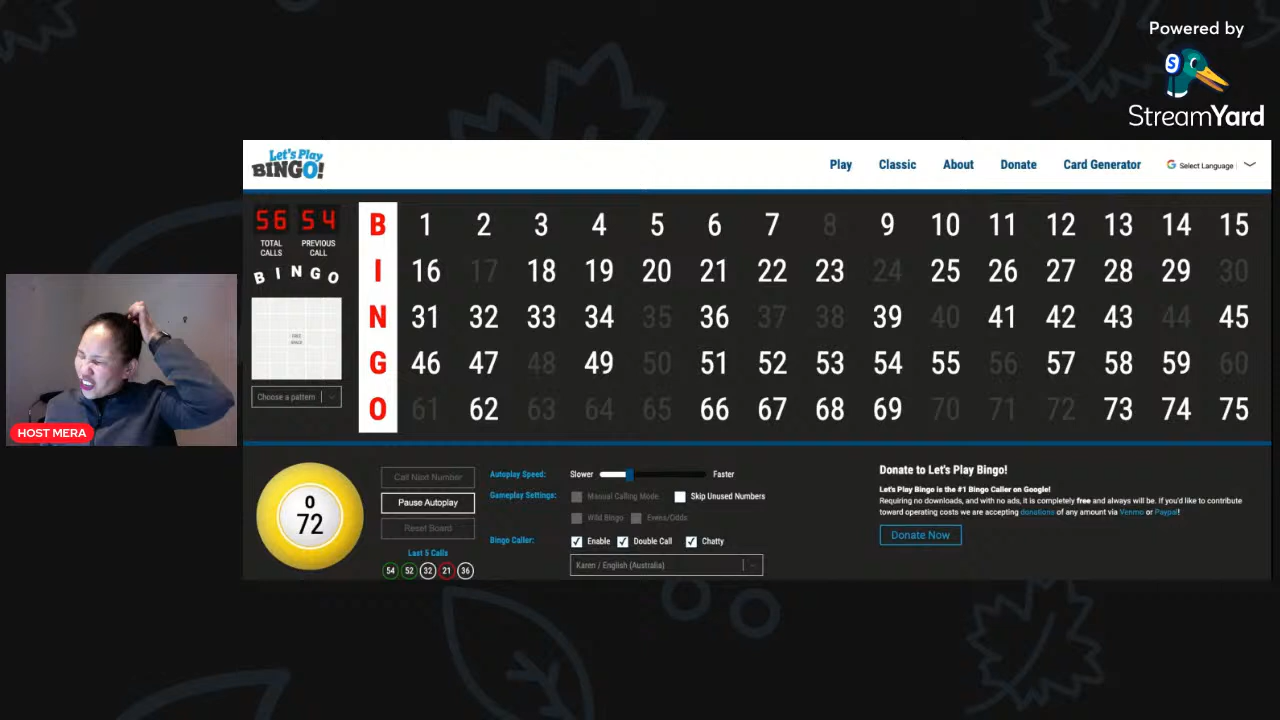 Powered by
StreamYard
Let's Play
BINGO!
Play Classic About Donate Card Generator Select Language
56 54
TOTAL CALLS PREVIOUS CALL
BINGO
FREE SPACE
Choose a pattern
B 1 2 3 4 5 6 7 8 9 10 11 12 13 14 15
I 16 17 18 19 20 21 22 23 24 25 26 27 28 29 30
N 31 32 33 34 35 36 37 38 39 40 41 42 43 44 45
G 46 47 48 49 50 51 52 53 54 55 56 57 58 59 60
O 61 62 63 64 65 66 67 68 69 70 71 72 73 74 75
HOST MERA
O
72
Call Next Number
Pause Autoplay
Reset Board
Last 5 Calls
54 52 32 21 36
Autoplay Speed: Slower Faster
Gameplay Settings: Manual Calling Mode Skip Unused Numbers
Wild Bingo Evens/Odds
Bingo Caller: Enable Double Call Chatty
Karen / English (Australia)
Donate to Let's Play Bingo!
Let's Play Bingo is the #1 Bingo Caller on Google!
Requiring no downloads, and with no ads, it is completely free and always will be. If you'd like to contribute
toward operating costs we are accepting donations of any amount via Venmo or Paypal!
Donate Now